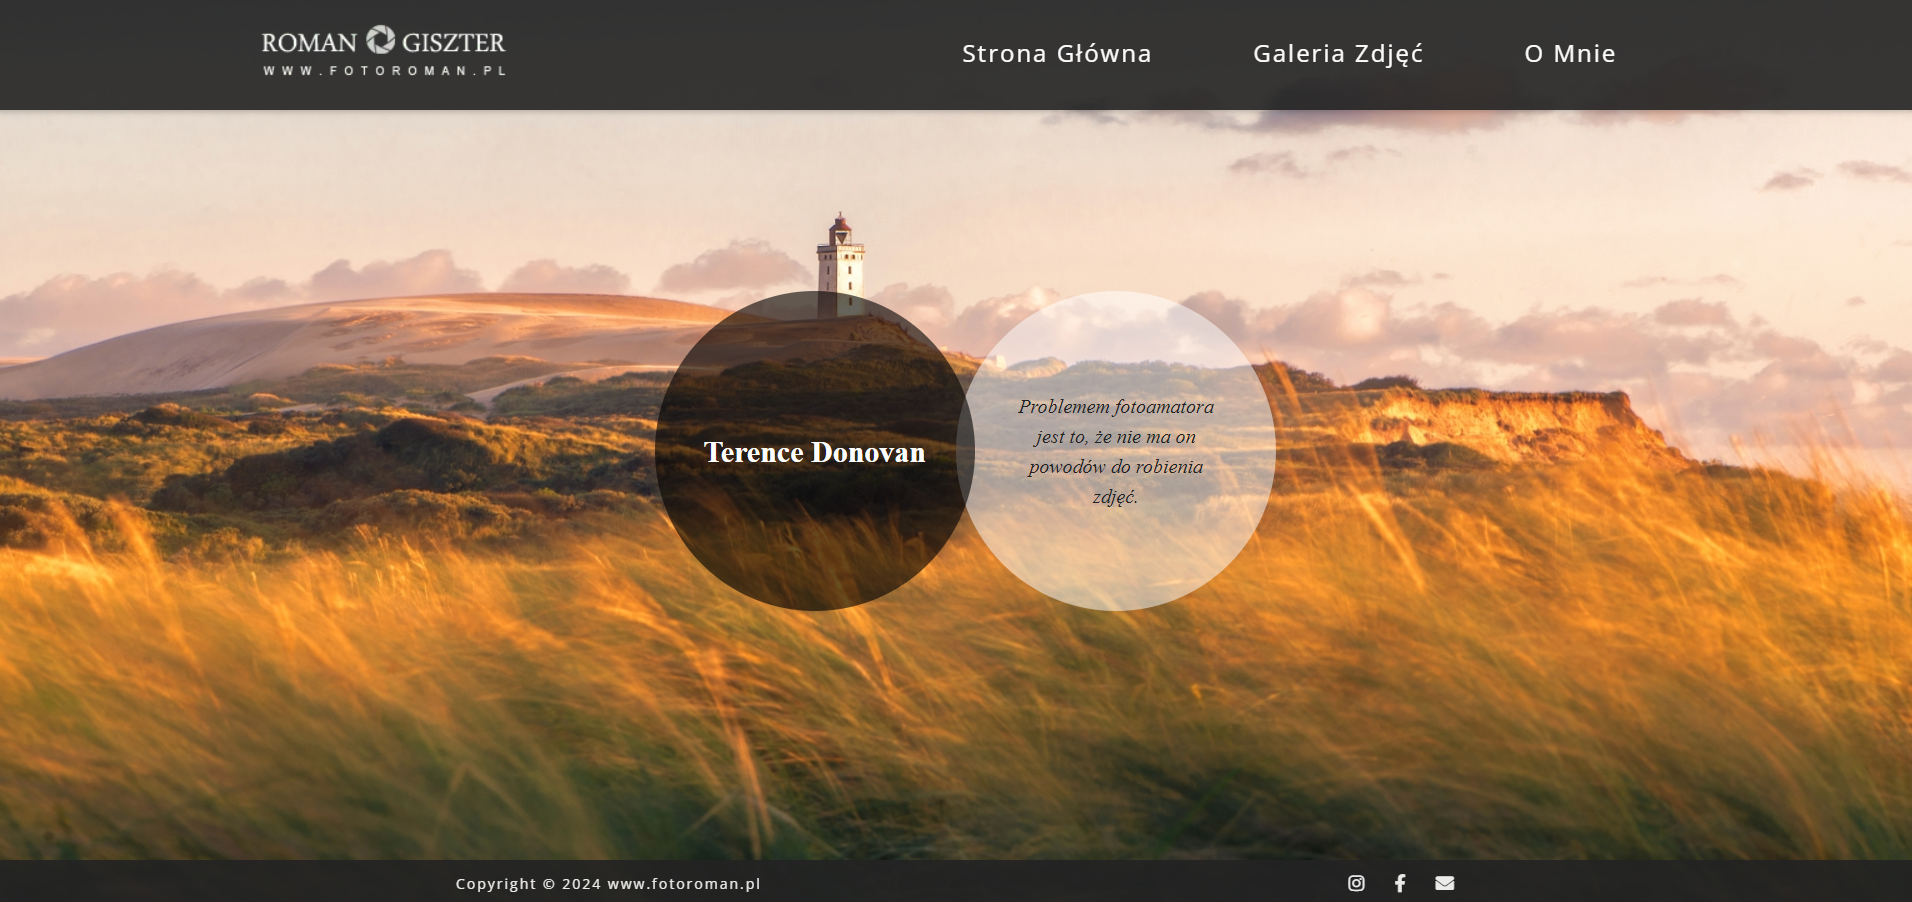 ROMAN GISZTER
WWW.FOTOROMAN.PL
Strona Główna
Galeria Zdjęć
O Mnie
Terence Donovan
Problemem fotoamatora
jest to, że nie ma on
powodów do robienia
zdjęć.
Copyright © 2024 www.fotoroman.pl